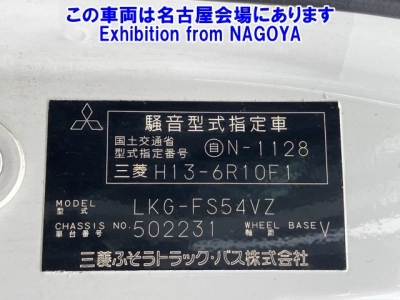 この車両は名古屋会場にあります
Exhibition from NAGOYA
騒音型式指定車
国土交通省
型式指定番号 自N-1128
三菱 H13-6R10F1
MODEL
型式 LKG-FS54VZ
CHASSIS NO.
車台番号 502231
WHEEL BASE
軸距 V
三菱ふそうトラック・バス株式会社